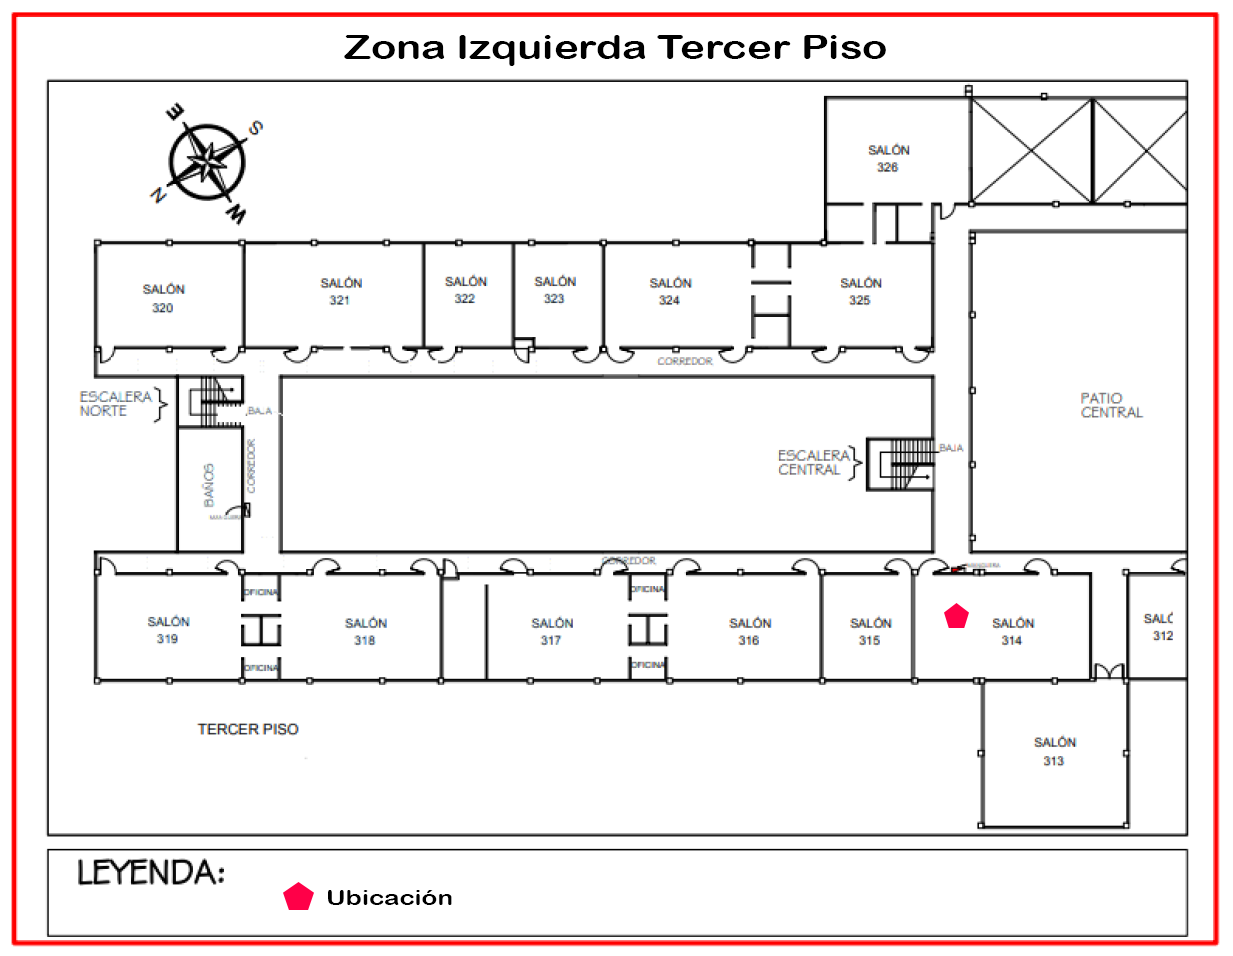 Zona Izquierda Tercer Piso
E
S
N
W
SALÓN
326
SALÓN
320
SALÓN
321
SALÓN
322
SALÓN
323
SALÓN
324
SALÓN
325
CORREDOR
ESCALERA
NORTE
BAJA
CORREDOR
BAÑOS
PATIO
CENTRAL
ESCALERA
CENTRAL
BAJA
CORREDOR
MANGUERA
OFICINA
OFICINA
SALÓN
319
SALÓN
318
SALÓN
317
SALÓN
316
SALÓN
315
SALÓN
314
SALÓ
312
OFICINA
OFICINA
TERCER PISO
SALÓN
313
LEYENDA:
Ubicación